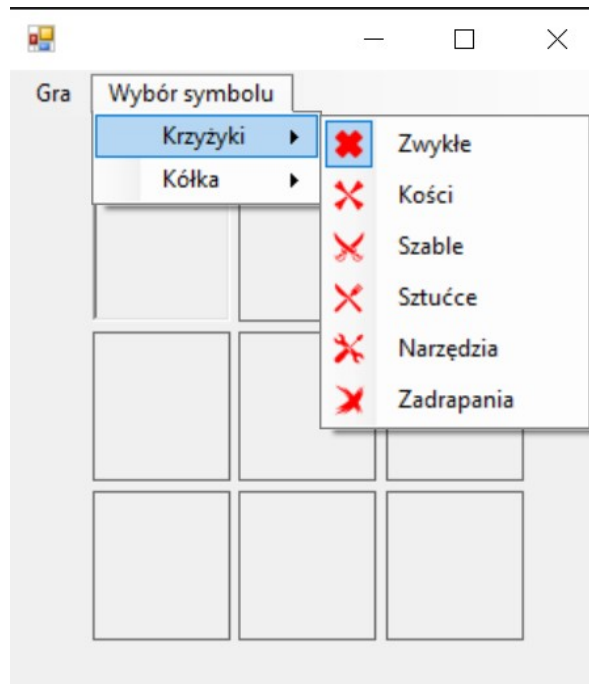 Gra
Wybór symbolu
Krzyżyki
Kółka
Zwykłe
Kości
Szable
Sztućce
Narzędzia
Zadrapania